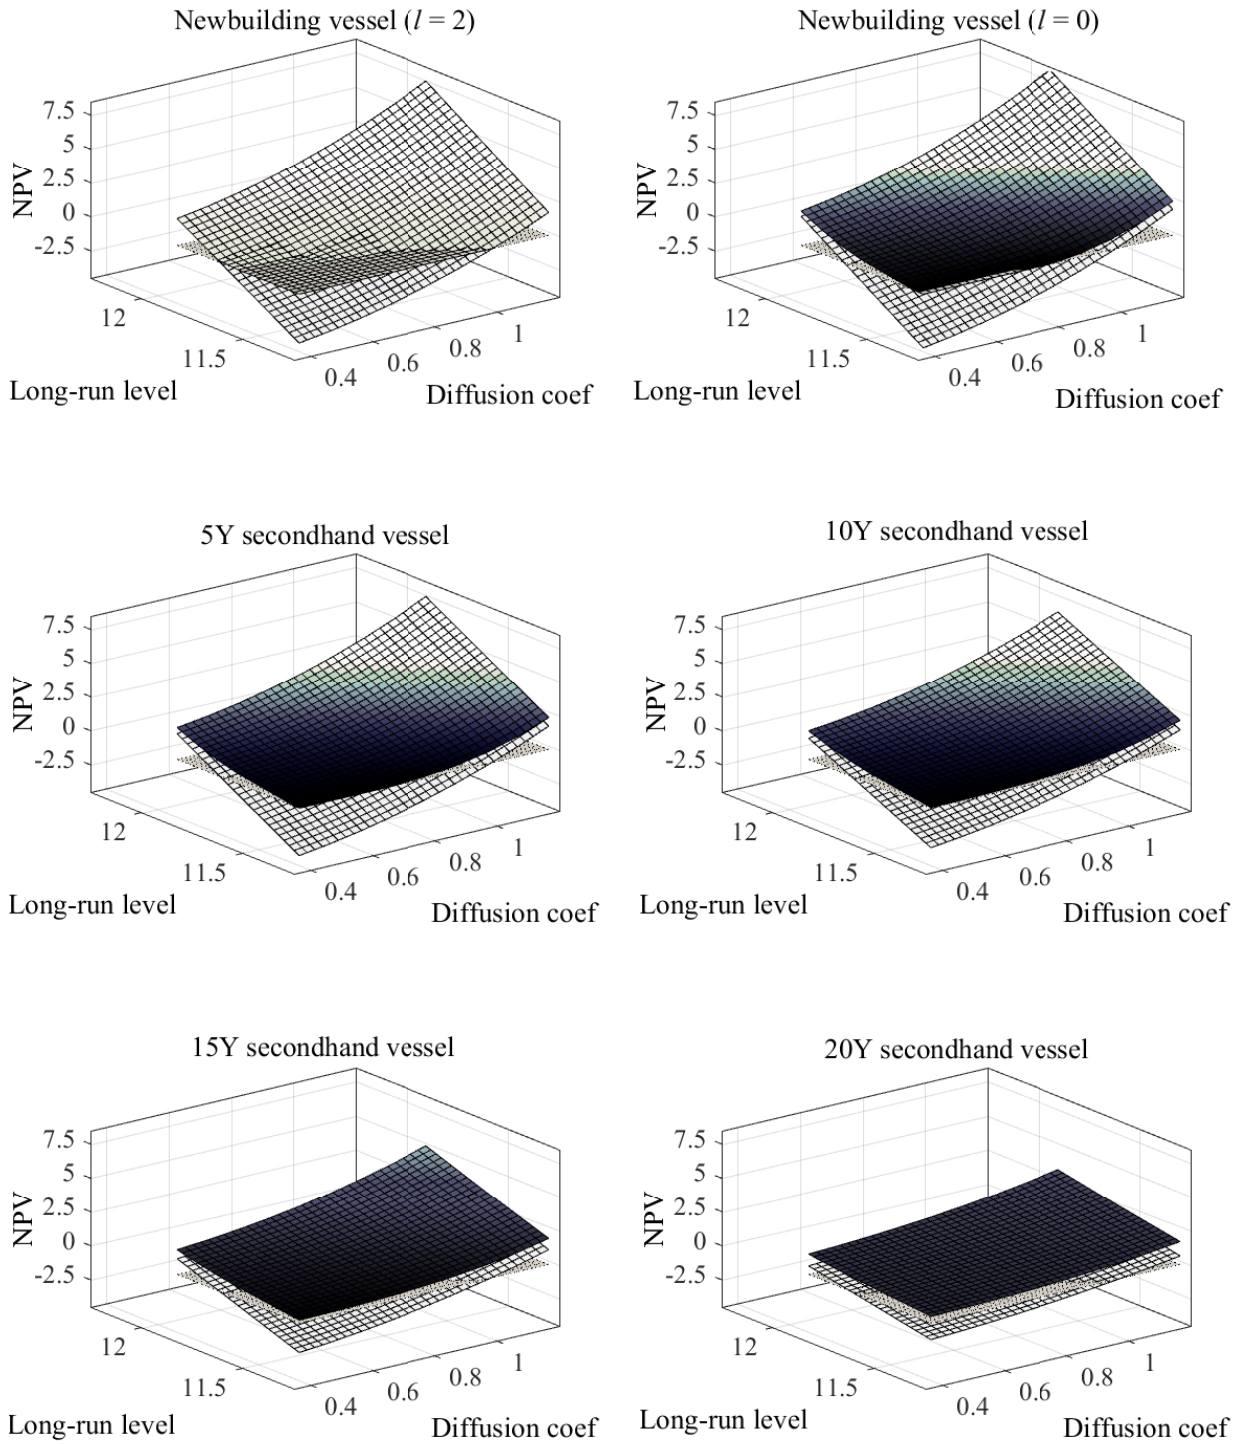 Newbuilding vessel (l = 2)
7.5
5
2.5
0
-2.5
NPV
12
11.5
Long-run level
0.4
0.6
0.8
1
Diffusion coef
Newbuilding vessel (l = 0)
7.5
5
2.5
0
-2.5
NPV
12
11.5
Long-run level
0.4
0.6
0.8
1
Diffusion coef
5Y secondhand vessel
7.5
5
2.5
0
-2.5
NPV
12
11.5
Long-run level
0.4
0.6
0.8
1
Diffusion coef
10Y secondhand vessel
7.5
5
2.5
0
-2.5
NPV
12
11.5
Long-run level
0.4
0.6
0.8
1
Diffusion coef
15Y secondhand vessel
7.5
5
2.5
0
-2.5
NPV
12
11.5
Long-run level
0.4
0.6
0.8
1
Diffusion coef
20Y secondhand vessel
7.5
5
2.5
0
-2.5
NPV
12
11.5
Long-run level
0.4
0.6
0.8
1
Diffusion coef